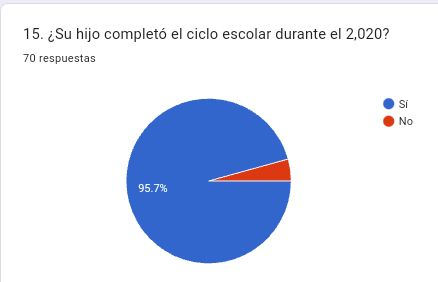 15. ¿Su hijo completó el ciclo escolar durante el 2,020?
70 respuestas
Sí
No
95.7%